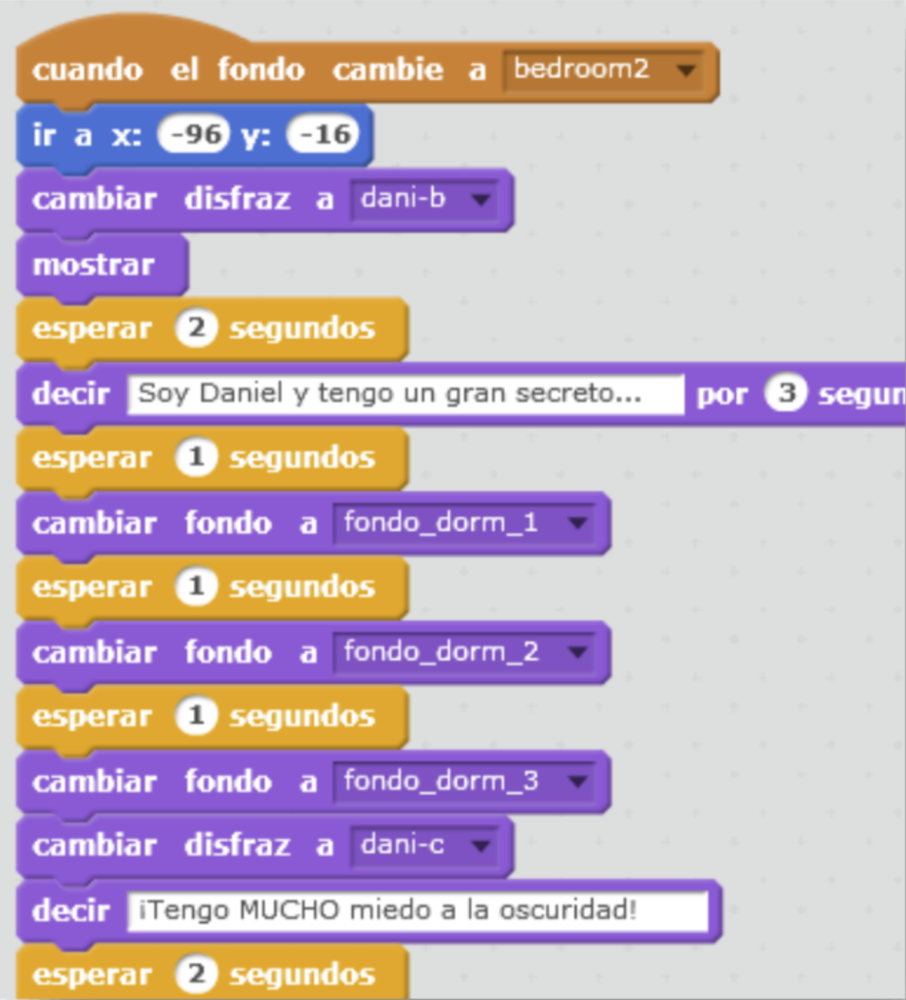 cuando el fondo cambie a bedroom2
ir a x: -96 y: -16
cambiar disfraz a dani-b
mostrar
esperar 2 segundos
decir Soy Daniel y tengo un gran secreto... por 3 segun
esperar 1 segundos
cambiar fondo a fondo_dorm_1
esperar 1 segundos
cambiar fondo a fondo_dorm_2
esperar 1 segundos
cambiar fondo a fondo_dorm_3
cambiar disfraz a dani-c
decir ¡Tengo MUCHO miedo a la oscuridad!
esperar 2 segundos